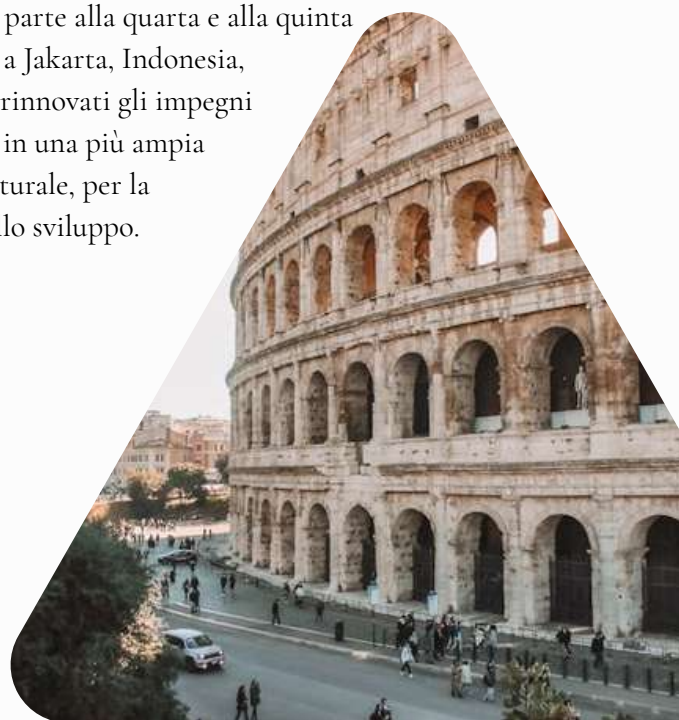 parte alla quarta e alla quinta
a Jakarta, Indonesia,
rinnovati gli impegni
in una più ampia
turale, per la
lo sviluppo.